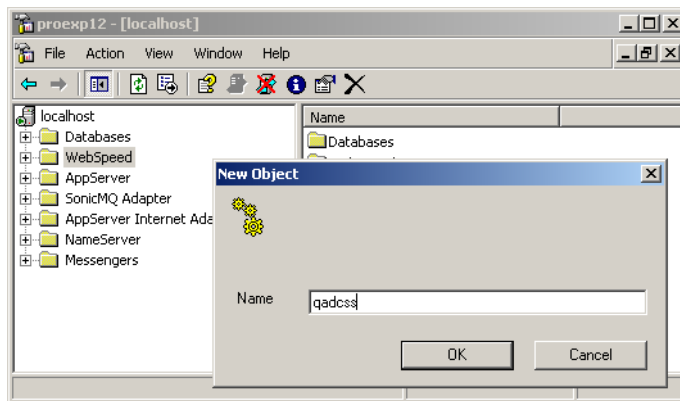 proexp12 - [localhost]
File Action View Window Help
localhost
Databases
WebSpeed
AppServer
SonicMQ Adapter
AppServer Internet Ada
NameServer
Messengers
Name
Databases
New Object
Name
qadcss
OK Cancel